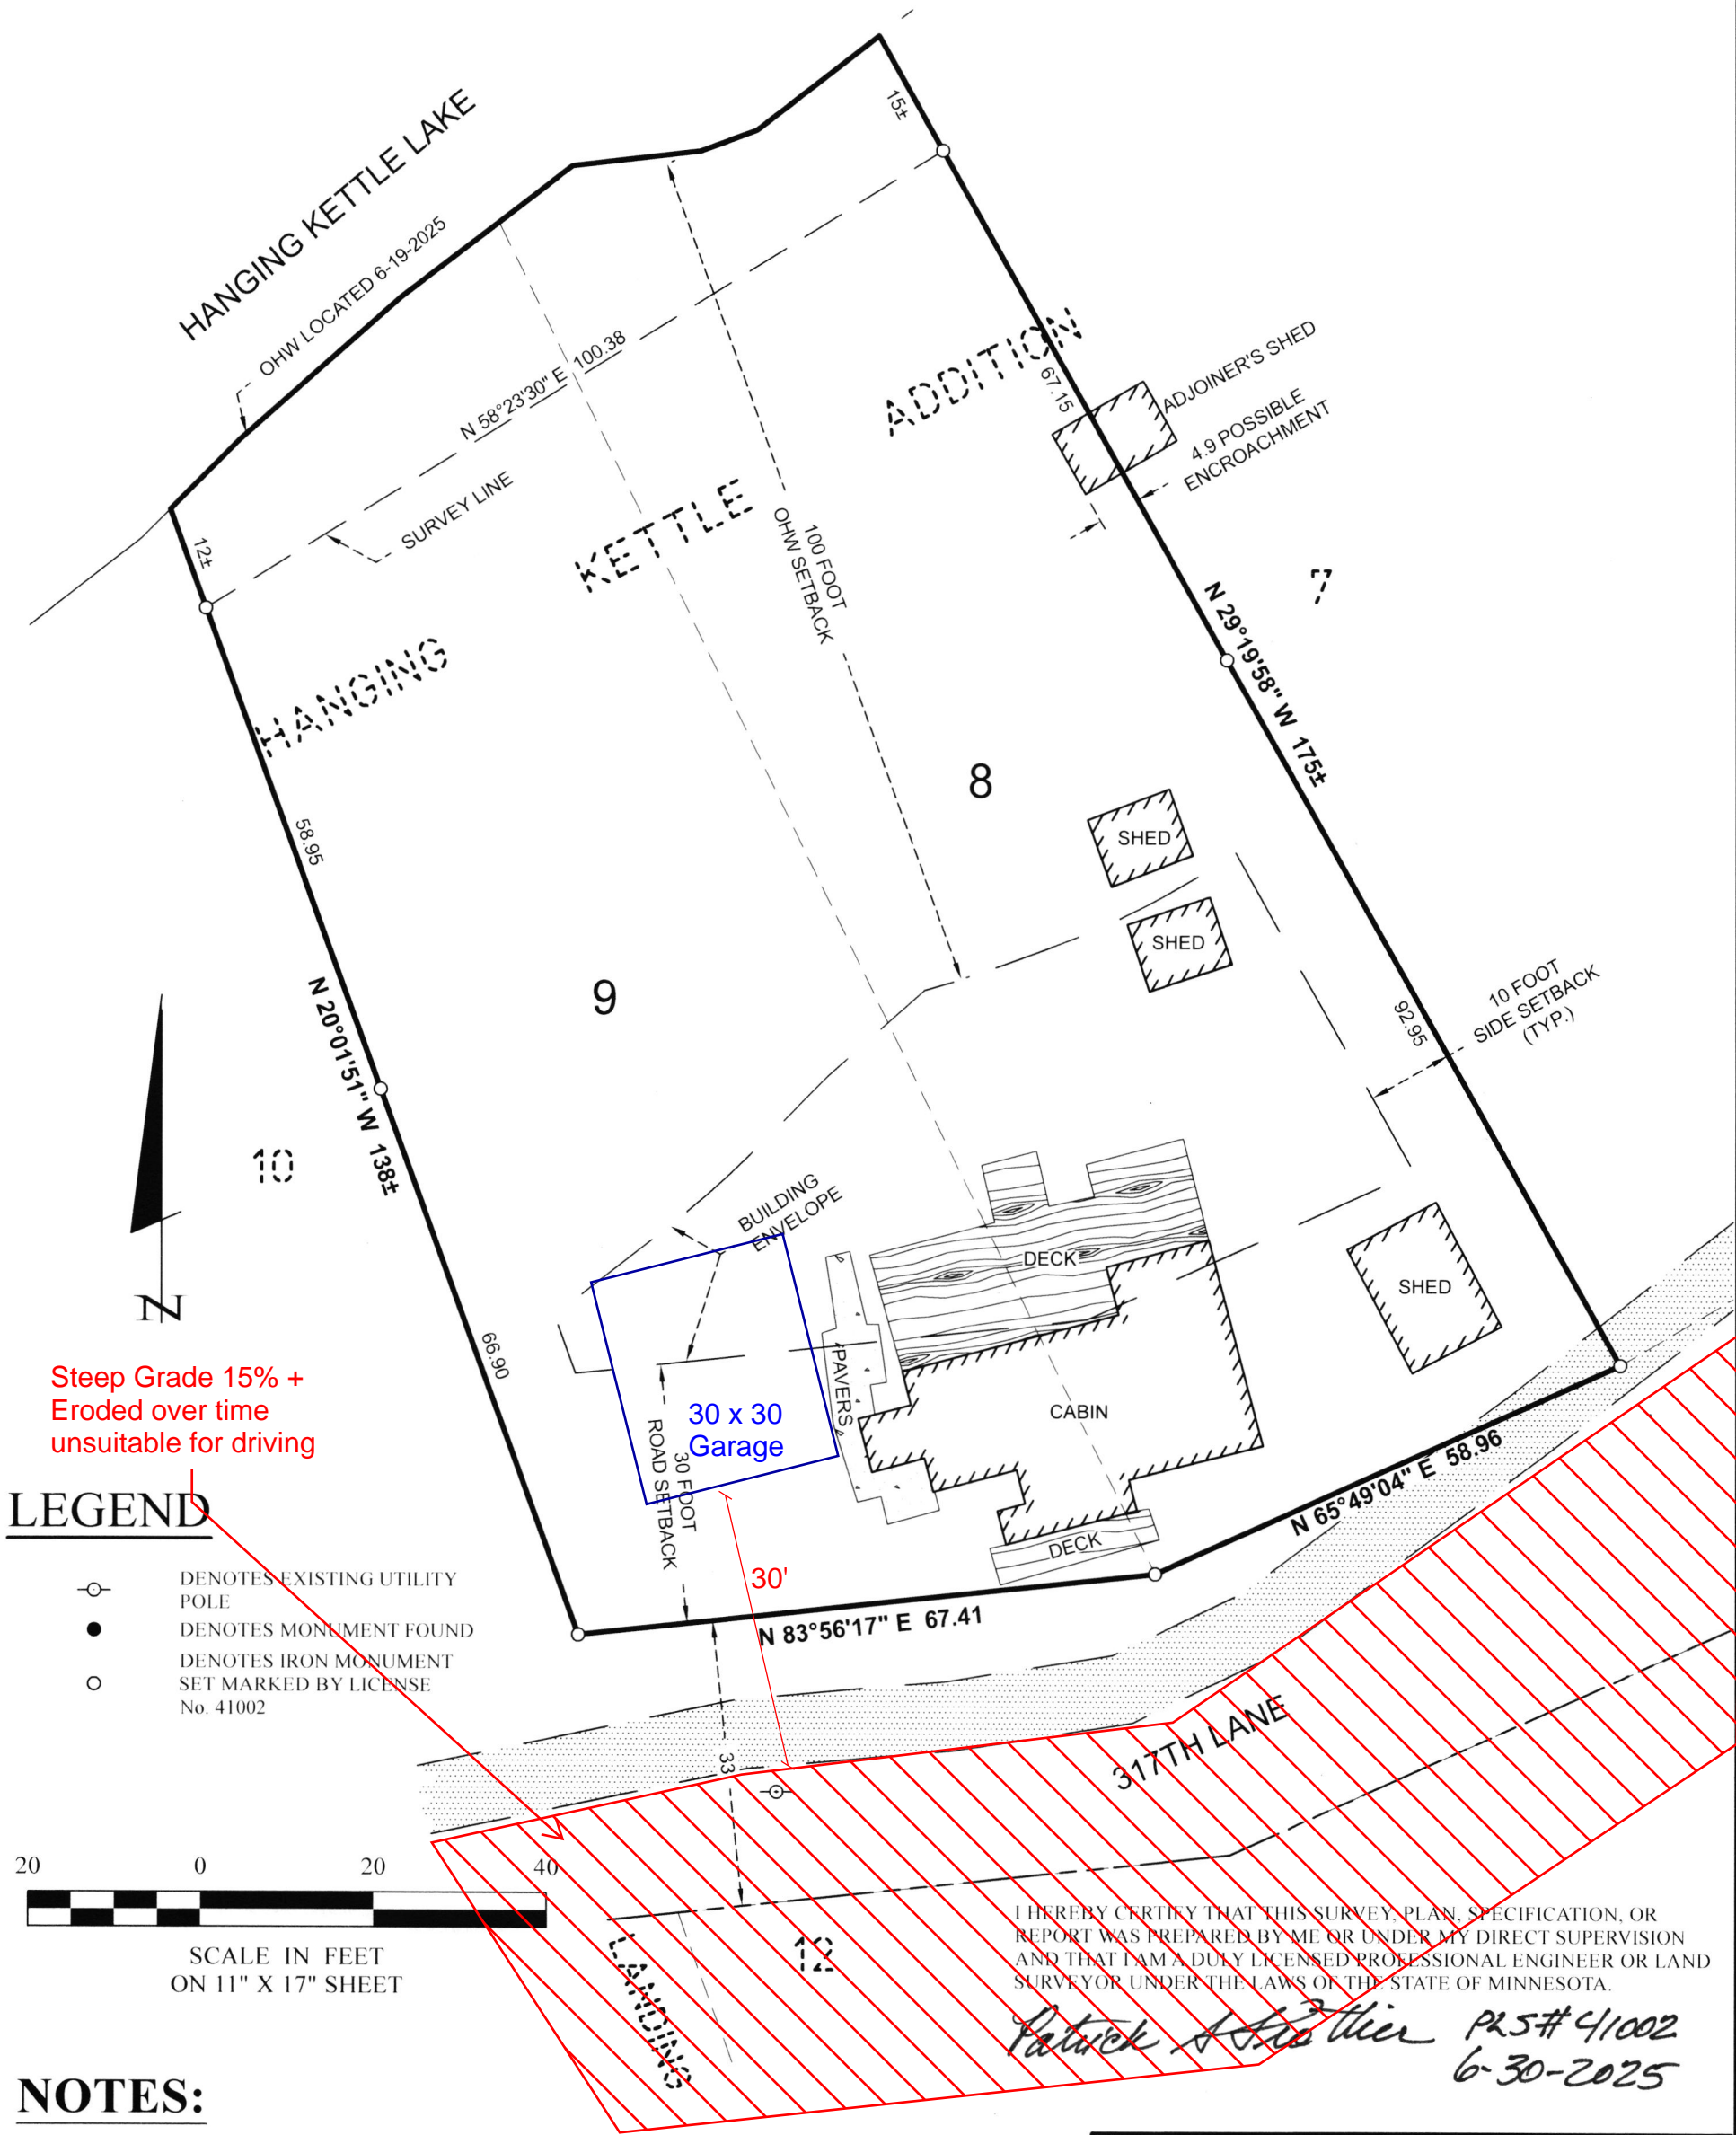 HANGING KETTLE LAKE
OHW LOCATED 6-19-2025
15±
N 58°23'30" E 100.38
SURVEY LINE
12±
HANGING KETTLE ADDITION
67.15
ADJOINER'S SHED
4.9 POSSIBLE
ENCROACHMENT
100 FOOT
OHW SETBACK
7
N 29°19'58" W 175±
58.95
8
SHED
SHED
9
N 20°01'51" W 138±
10
92.95
10 FOOT
SIDE SETBACK
(TYP.)
BUILDING
ENVELOPE
DECK
SHED
N
66.90
PAVERS
CABIN
Steep Grade 15% +
Eroded over time
unsuitable for driving
30 x 30
Garage
30 FOOT
ROAD SETBACK
N 65°49'04" E 58.96
DECK
30'
N 83°56'17" E 67.41
LEGEND
DENOTES EXISTING UTILITY
POLE
DENOTES MONUMENT FOUND
DENOTES IRON MONUMENT
SET MARKED BY LICENSE
No. 41002
33
317TH LANE
20 0 20 40
SCALE IN FEET
ON 11" X 17" SHEET
LANDING
12
I HEREBY CERTIFY THAT THIS SURVEY, PLAN, SPECIFICATION, OR
REPORT WAS PREPARED BY ME OR UNDER MY DIRECT SUPERVISION
AND THAT I AM A DULY LICENSED PROFESSIONAL ENGINEER OR LAND
SURVEYOR UNDER THE LAWS OF THE STATE OF MINNESOTA.
Patrick A PLS# 41002
6-30-2025
NOTES: